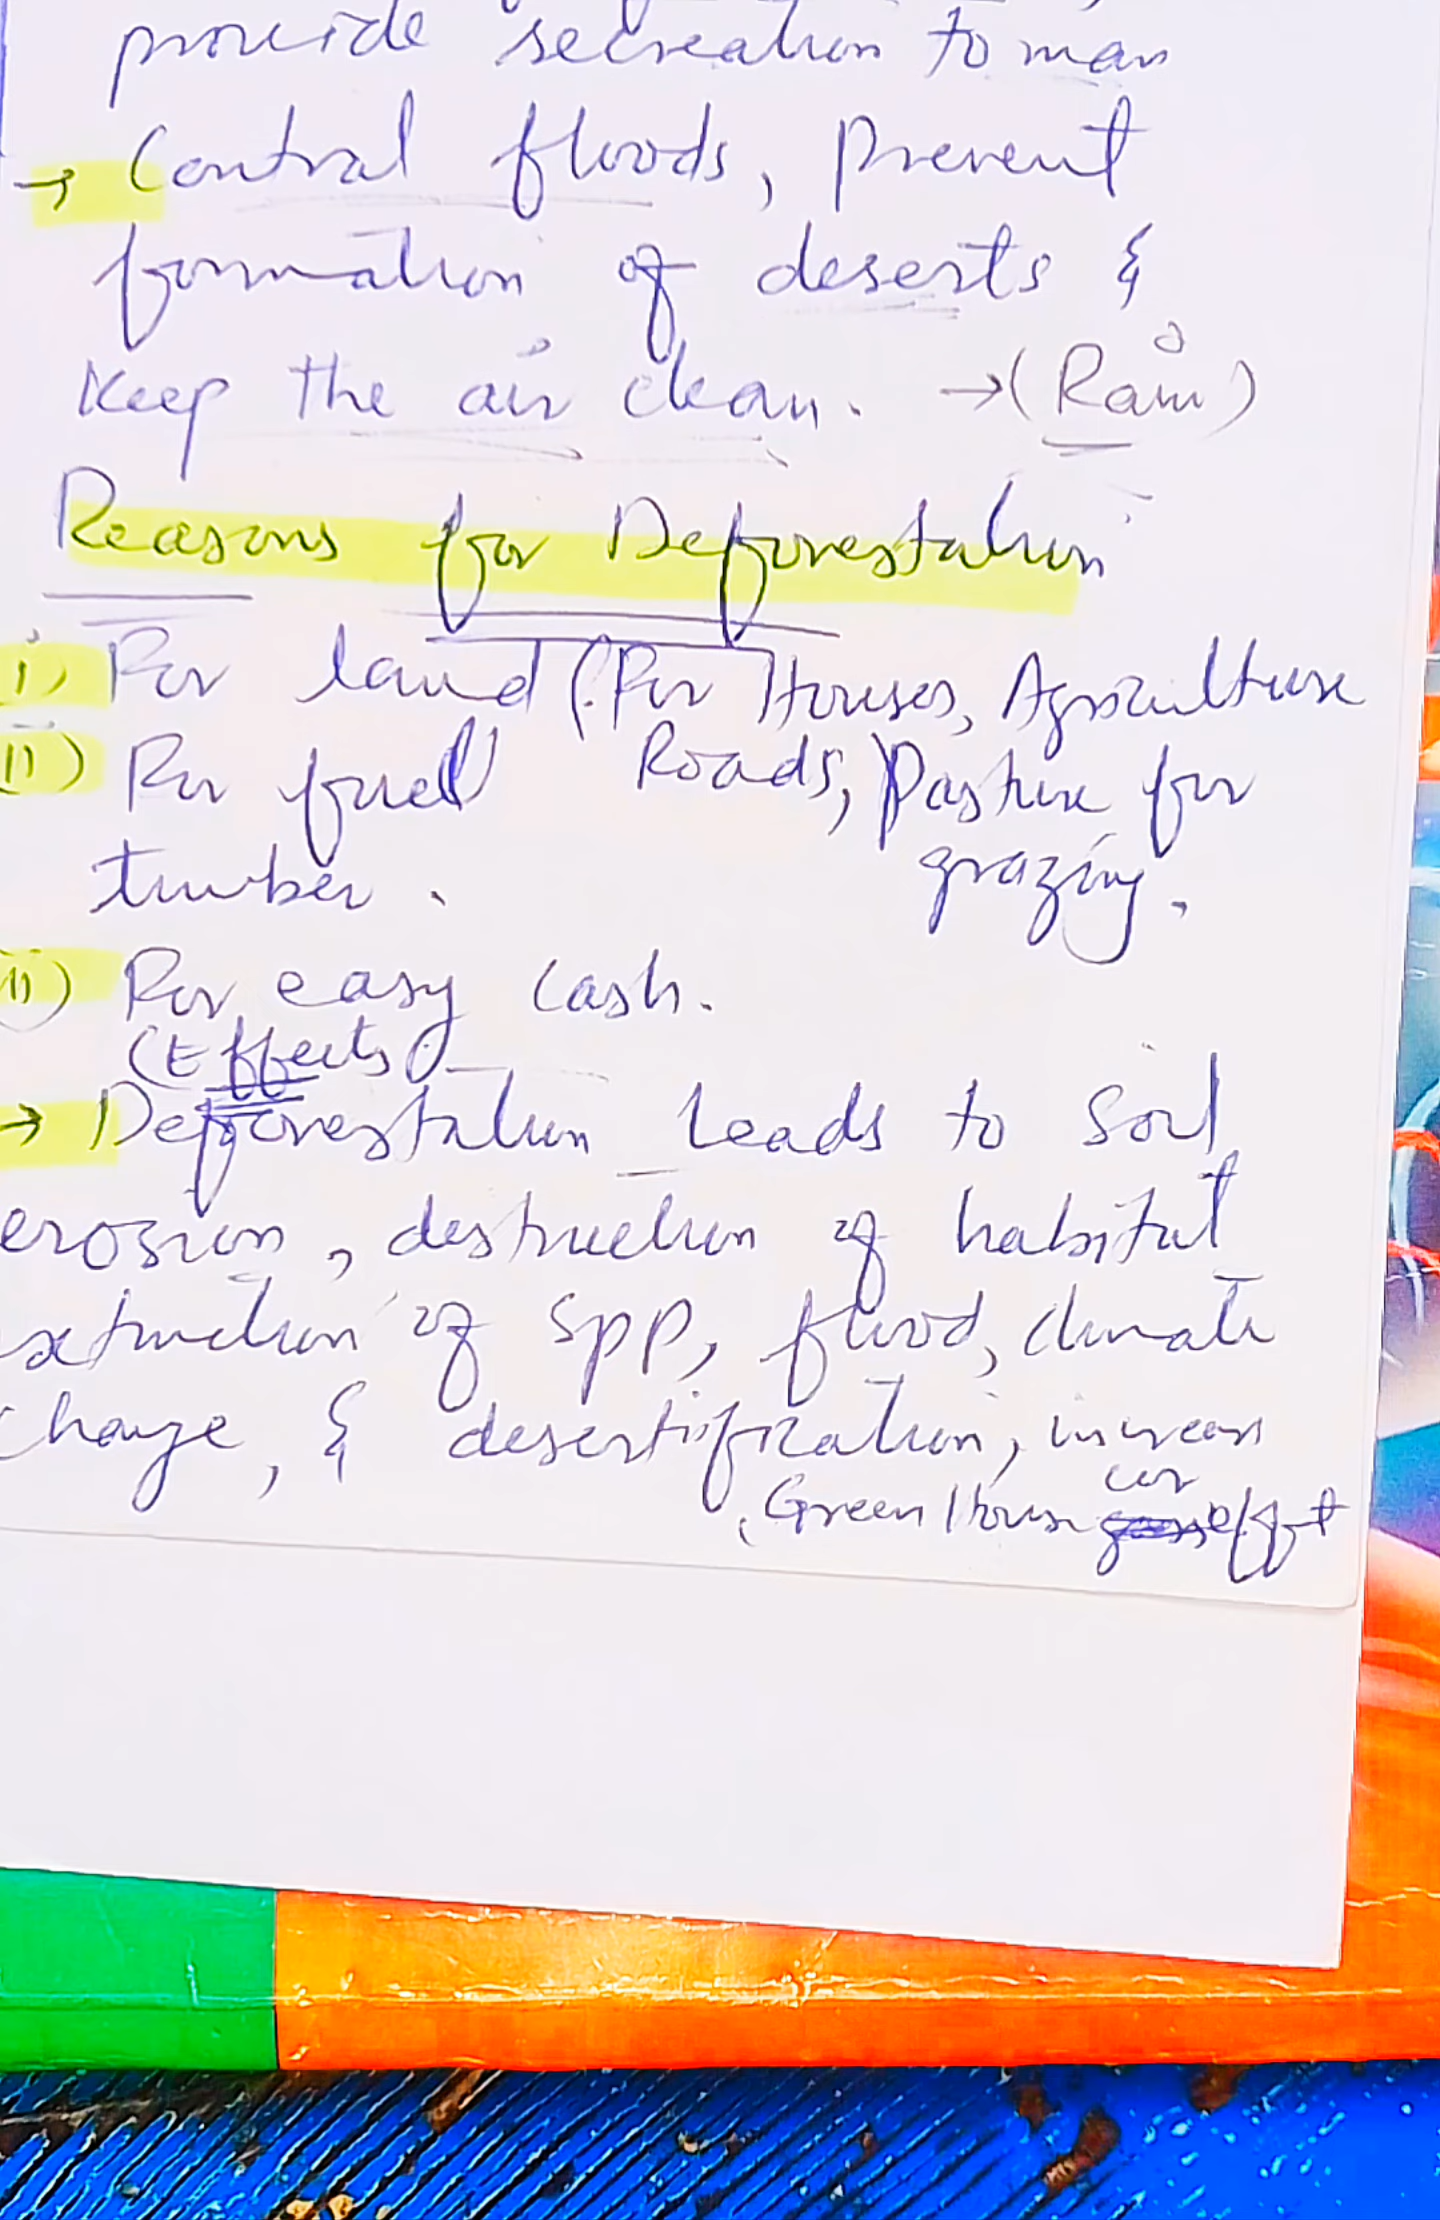 provide recreation to man
→ Control floods, prevent
formation of deserts &
Keep the air clean. → (Rain)
Reasons for Deforestation
i) For land (For Houses, Agriculture
Roads, Pasture for
grazing.
ii) For fuel
timber.
iii) For easy cash.
(Effects)
→ Deforestation leads to Soil
erosion, destruction of habitat
extinction of spp, flood, climate
change, & desertification, increase
Green House effect